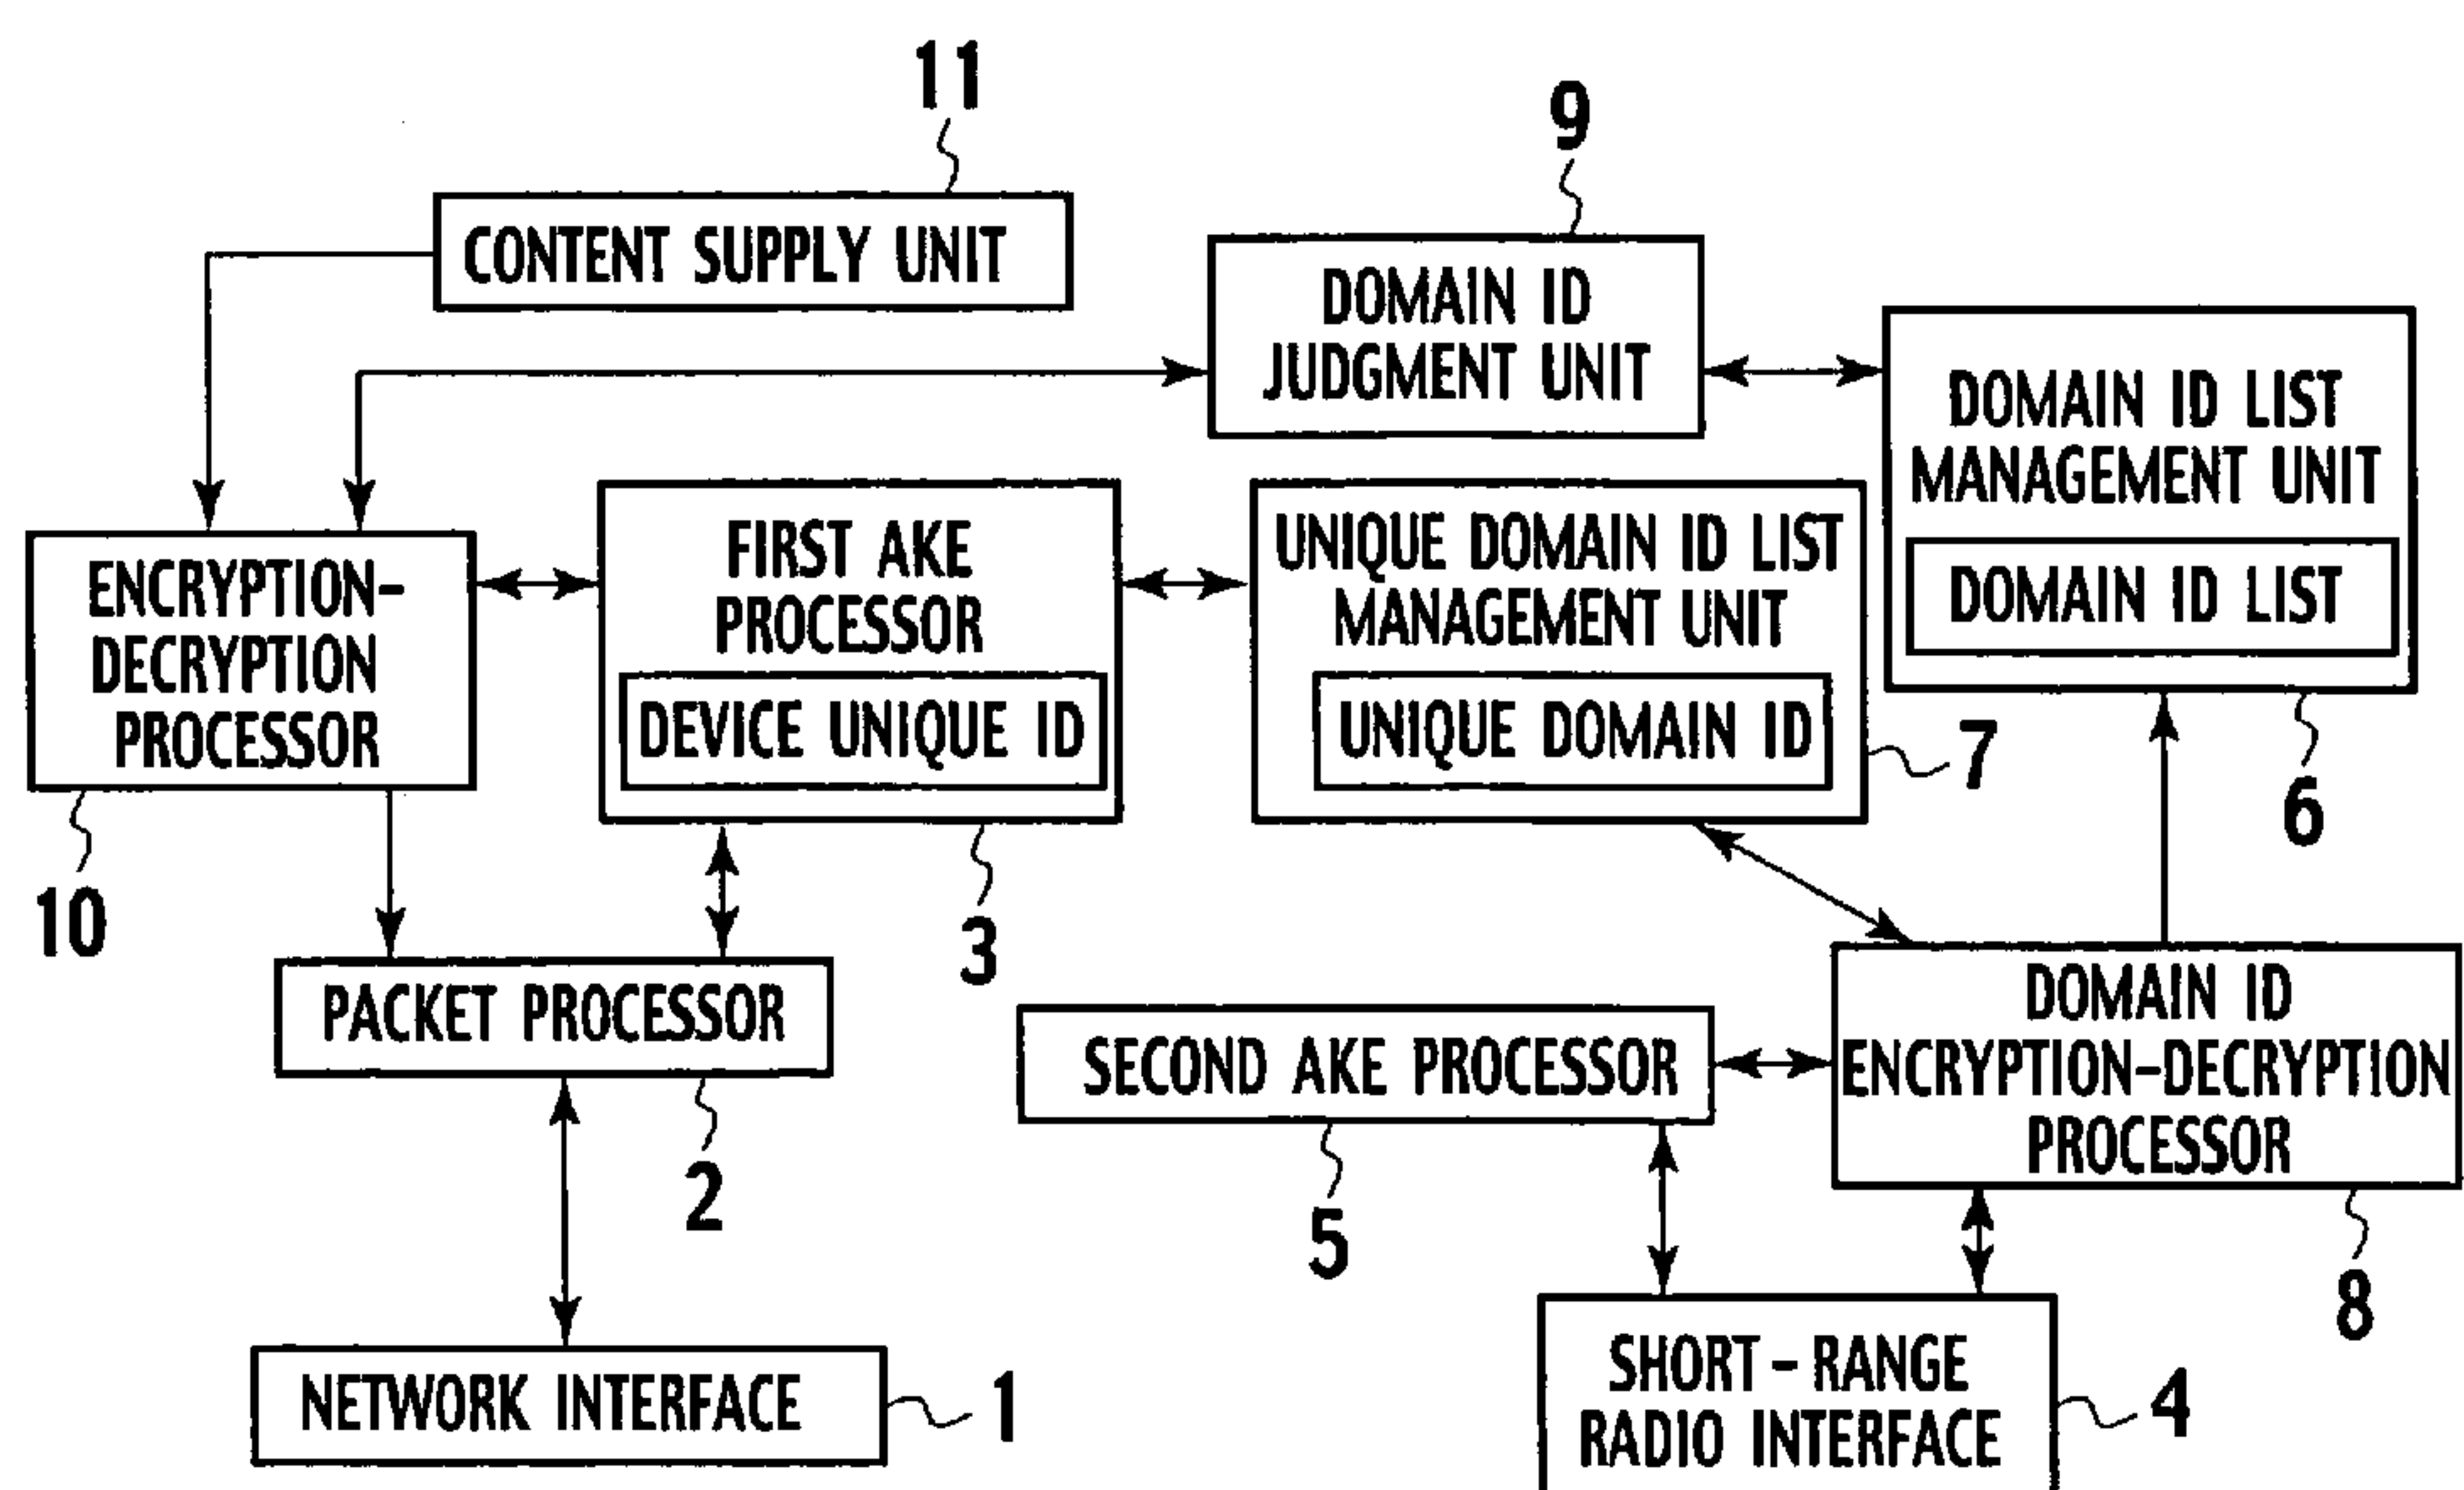 11
9
CONTENT SUPPLY UNIT
DOMAIN ID
JUDGMENT UNIT
DOMAIN ID LIST
MANAGEMENT UNIT
DOMAIN ID LIST
6
ENCRYPTION-
DECRYPTION
PROCESSOR
10
FIRST AKE
PROCESSOR
DEVICE UNIQUE ID
3
UNIQUE DOMAIN ID LIST
MANAGEMENT UNIT
UNIQUE DOMAIN ID
7
PACKET PROCESSOR
2
SECOND AKE PROCESSOR
5
DOMAIN ID
ENCRYPTION-DECRYPTION
PROCESSOR
8
NETWORK INTERFACE
1
SHORT-RANGE
RADIO INTERFACE
4